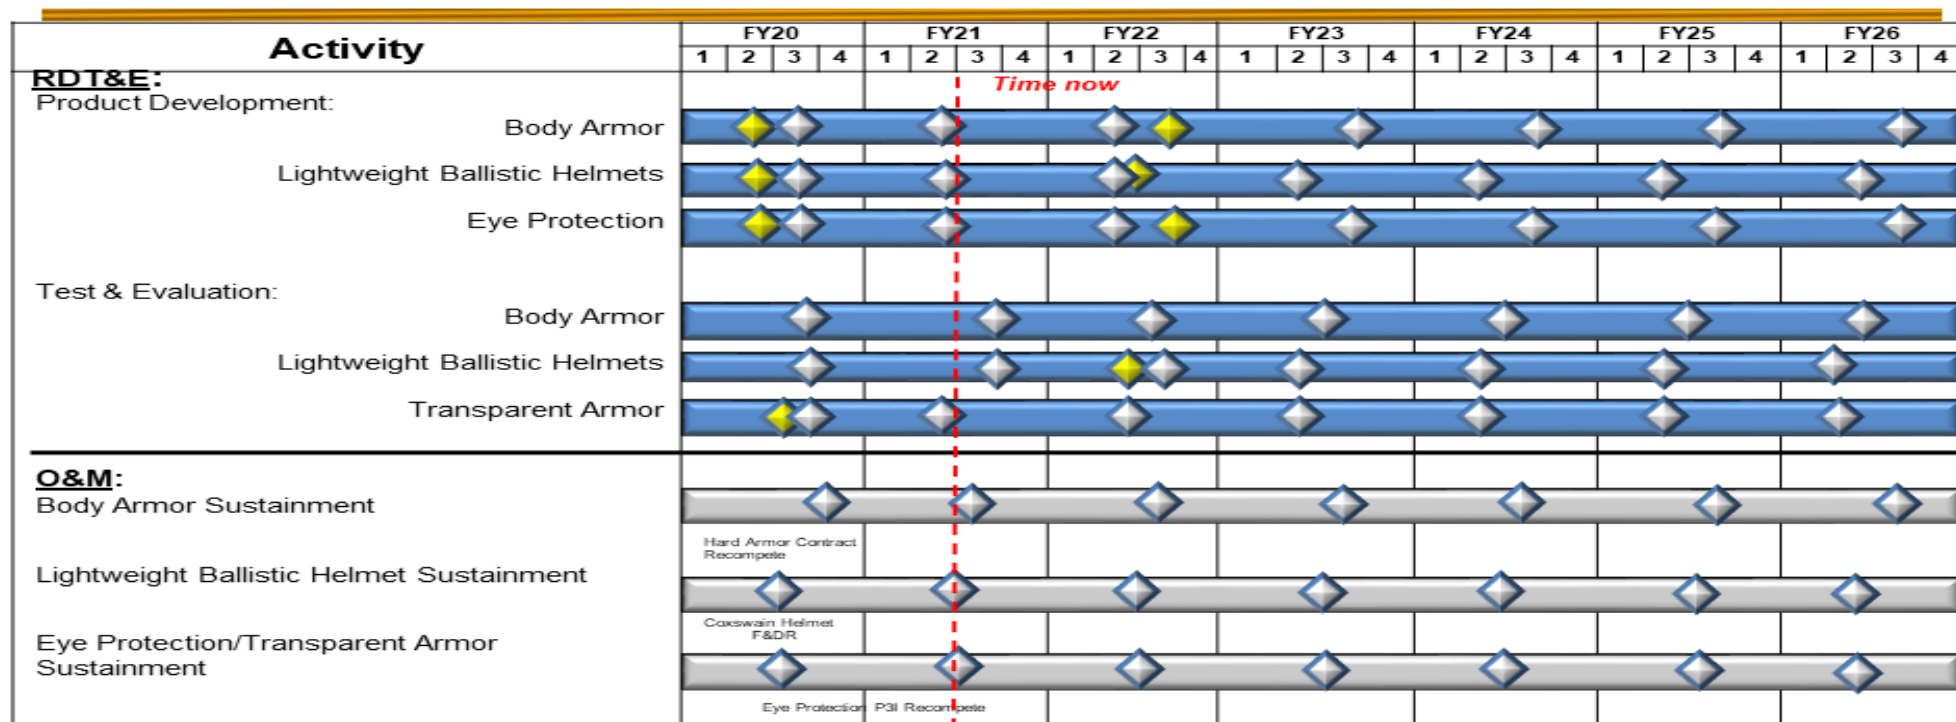 Activity
FY20 FY21 FY22 FY23 FY24 FY25 FY26
1 2 3 4 1 2 3 4 1 2 3 4 1 2 3 4 1 2 3 4 1 2 3 4 1 2 3 4
RDT&E:
Time now
Product Development:
Body Armor
Lightweight Ballistic Helmets
Eye Protection
Test & Evaluation:
Body Armor
Lightweight Ballistic Helmets
Transparent Armor
O&M:
Body Armor Sustainment
Hard Armor Contract
Recompete
Lightweight Ballistic Helmet Sustainment
Coxswain Helmet
F&DR
Eye Protection/Transparent Armor
Sustainment
Eye Protection P3I Recompete